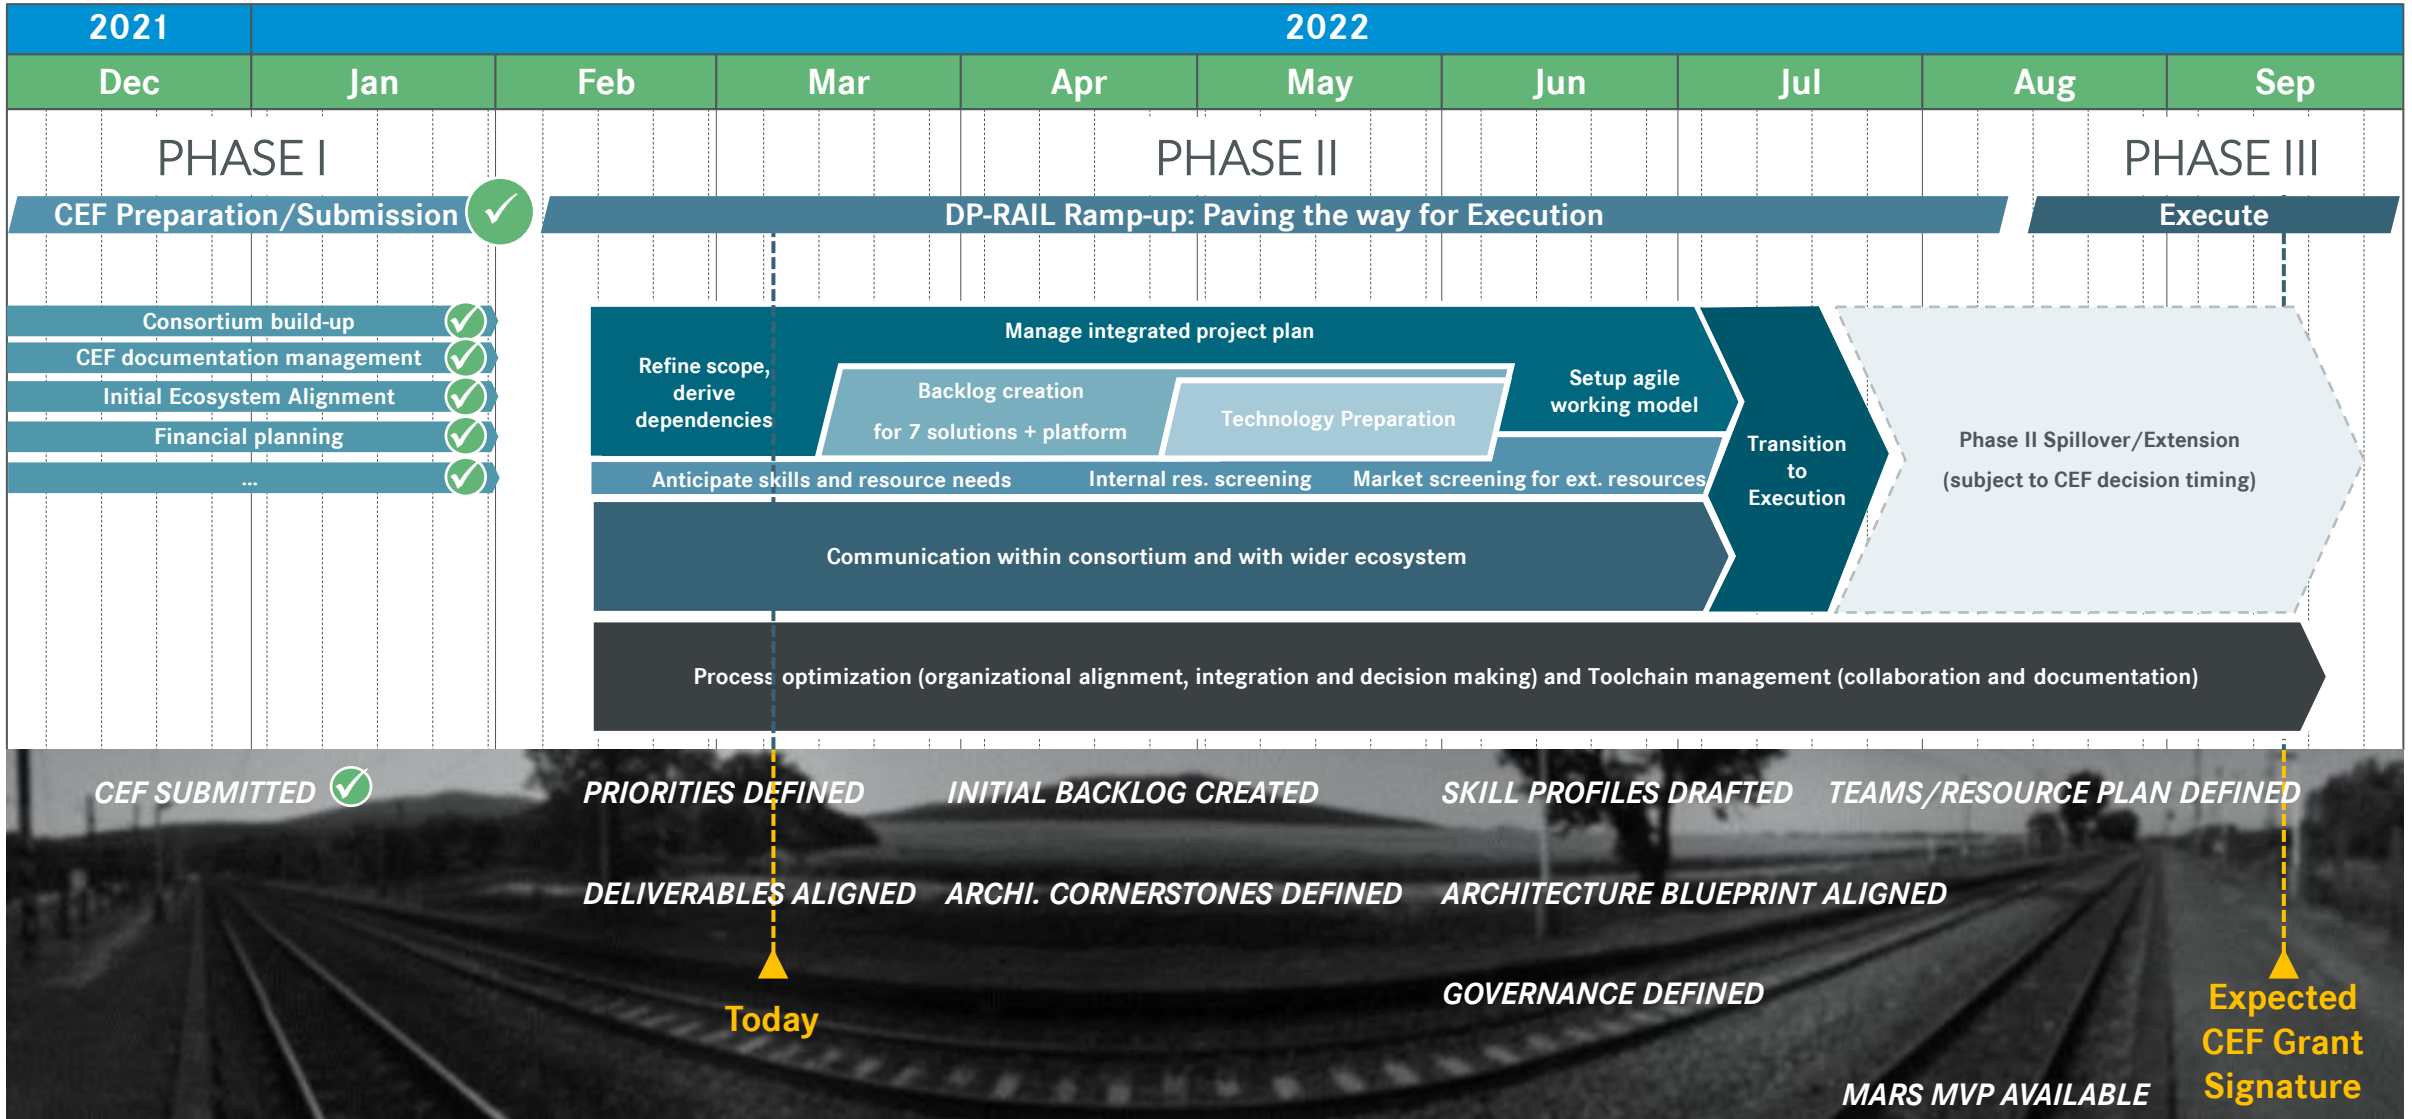 2021
2022
Dec
Jan
Feb
Mar
Apr
May
Jun
Jul
Aug
Sep
PHASE I
PHASE II
PHASE III
CEF Preparation/Submission
DP-RAIL Ramp-up: Paving the way for Execution
Execute
Consortium build-up
CEF documentation management
Initial Ecosystem Alignment
Financial planning
...
Manage integrated project plan
Refine scope,
derive
dependencies
Backlog creation
for 7 solutions + platform
Technology Preparation
Setup agile
working model
Anticipate skills and resource needs
Internal res. screening
Market screening for ext. resources
Transition
to
Execution
Phase II Spillover/Extension
(subject to CEF decision timing)
Communication within consortium and with wider ecosystem
Process optimization (organizational alignment, integration and decision making) and Toolchain management (collaboration and documentation)
CEF SUBMITTED
PRIORITIES DEFINED
INITIAL BACKLOG CREATED
SKILL PROFILES DRAFTED
TEAMS/RESOURCE PLAN DEFINED
DELIVERABLES ALIGNED
ARCHI. CORNERSTONES DEFINED
ARCHITECTURE BLUEPRINT ALIGNED
GOVERNANCE DEFINED
Today
Expected
CEF Grant
Signature
MARS MVP AVAILABLE